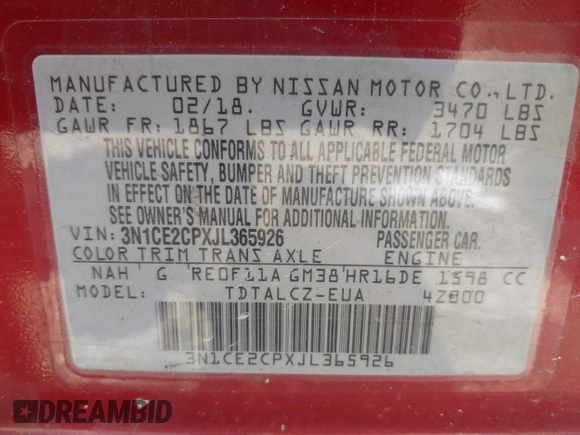 MANUFACTURED BY NISSAN MOTOR CO., LTD.
DATE: 02/18. GVWR: 3470 LBS
GAWR FR: 1867 LBS GAWR RR: 1704 LBS
THIS VEHICLE CONFORMS TO ALL APPLICABLE FEDERAL MOTOR
VEHICLE SAFETY, BUMPER AND THEFT PREVENTION STANDARDS
IN EFFECT ON THE DATE OF MANUFACTURE SHOWN ABOVE.
SEE OWNER'S MANUAL FOR ADDITIONAL INFORMATION.
VIN: 3N1CE2CPXJL365926 PASSENGER CAR.
COLOR TRIM TRANS AXLE ENGINE
NAH G RE0F11A GM38 HR16DE 1598 CC
MODEL: TDTALCZ-EUA 4Z000
3N1CE2CPXJL365926
DREAMBID